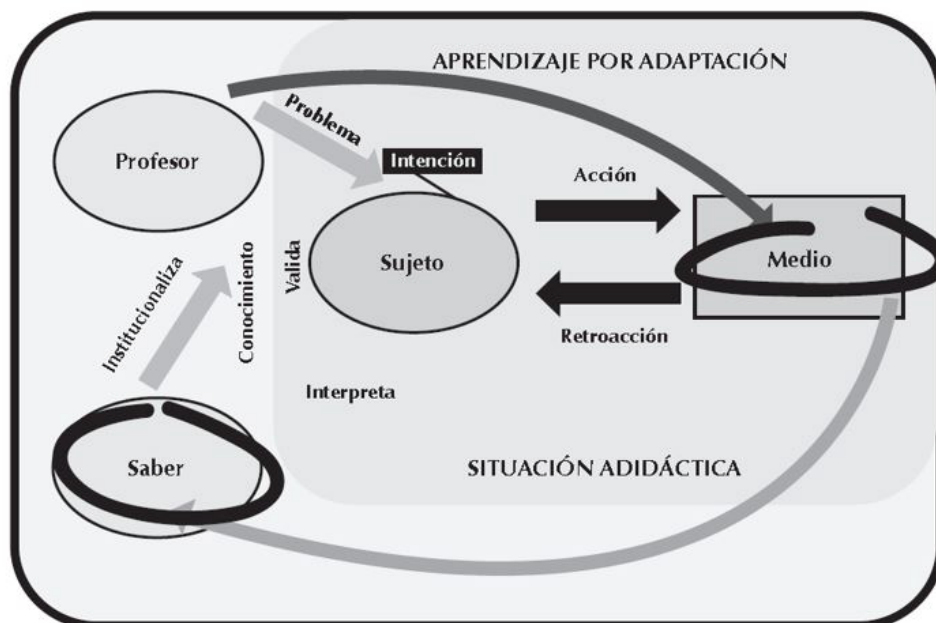 APRENDIZAJE POR ADAPTACIÓN
Problema
Profesor
Intención
Acción
Institucionaliza
Conocimiento
Valida
Sujeto
Medio
Retroacción
Interpreta
Saber
SITUACIÓN ADIDÁCTICA